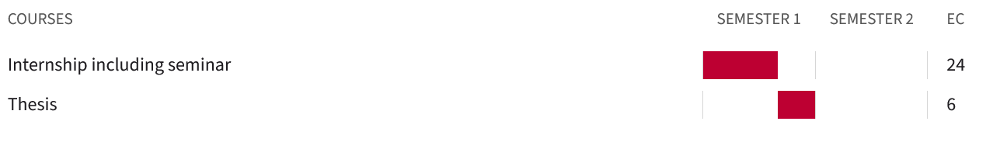 COURSES SEMESTER 1 SEMESTER 2 EC
Internship including seminar 24
Thesis 6